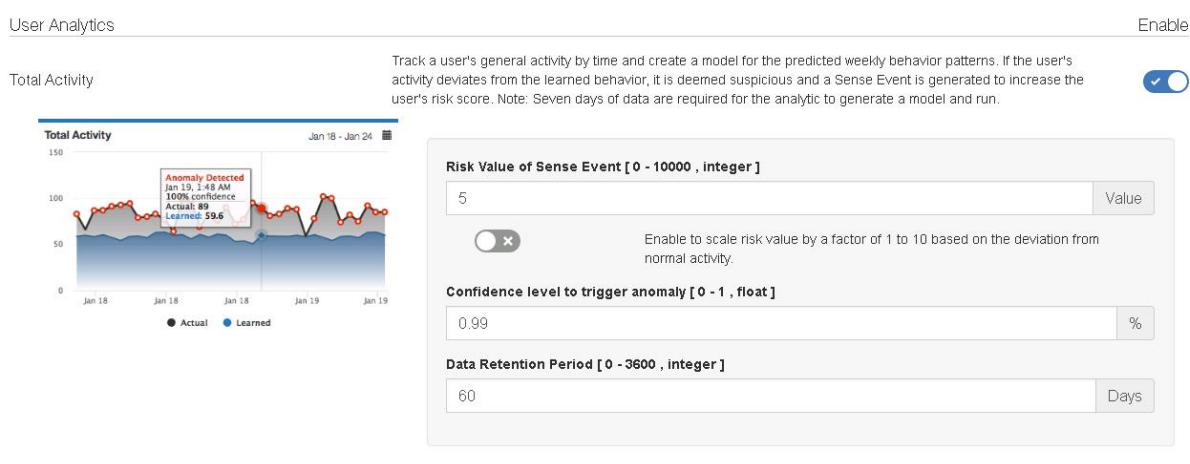 User Analytics
Enable
Total Activity
Track a user's general activity by time and create a model for the predicted weekly behavior patterns. If the user's
activity deviates from the learned behavior, it is deemed suspicious and a Sense Event is generated to increase the
user's risk score. Note: Seven days of data are required for the analytic to generate a model and run.
Total Activity
Jan 18 - Jan 24
150
100
50
0
Anomaly Detected
Jan 19, 1:48 AM
100% confidence
Actual: 89
Learned: 59.6
Jan 18
Jan 18
Jan 18
Jan 19
Jan 19
Actual
Learned
Risk Value of Sense Event [ 0 - 10000 , integer ]
5
Value
Enable to scale risk value by a factor of 1 to 10 based on the deviation from
normal activity.
Confidence level to trigger anomaly [ 0 - 1 , float ]
0.99
%
Data Retention Period [ 0 - 3600 , integer ]
60
Days